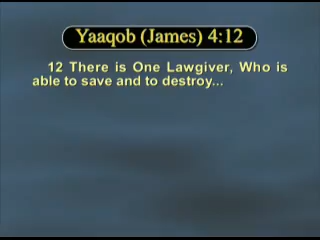 Yaaqob (James) 4:12
12 There is One Lawgiver, Who is
able to save and to destroy...